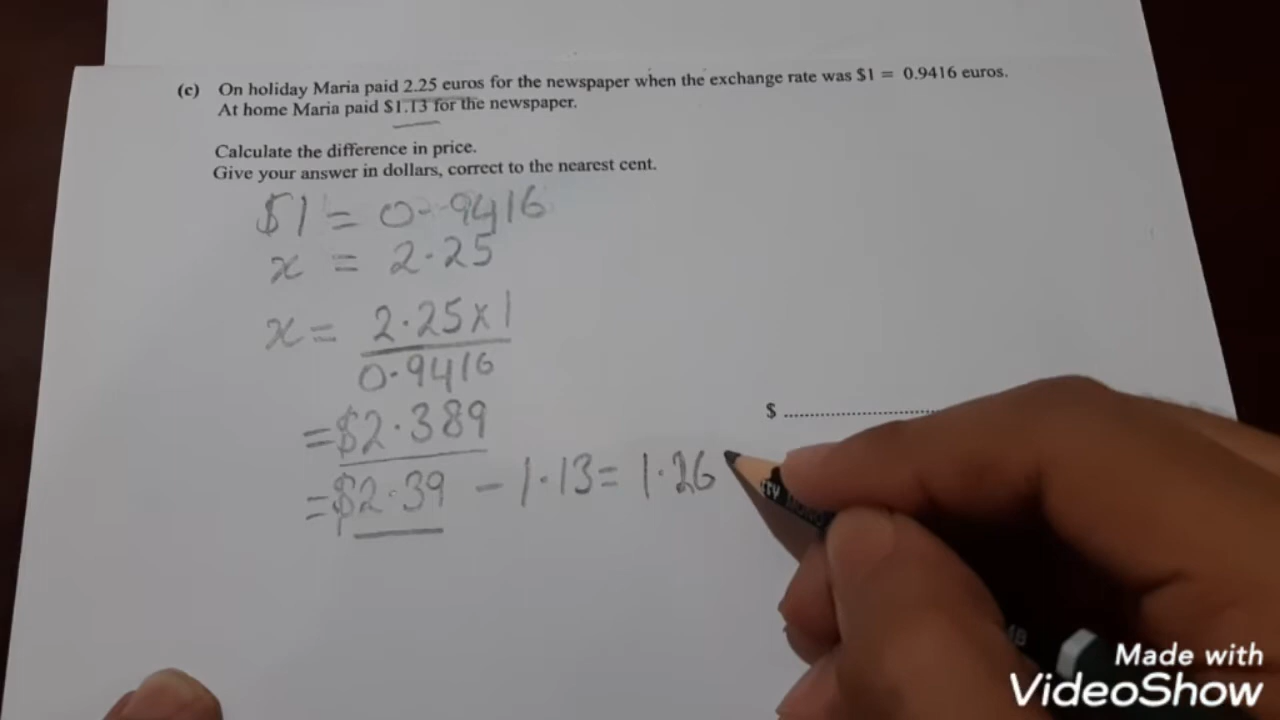 (c) On holiday Maria paid 2.25 euros for the newspaper when the exchange rate was $1 = 0.9416 euros.
At home Maria paid $1.13 for the newspaper.
Calculate the difference in price.
Give your answer in dollars, correct to the nearest cent.
$1 = 0.9416
x = 2.25
x = 2.25x1
0.9416
= $2.389
$ ........................
= $2.39 - 1.13 = 1.26
Made with
VideoShow